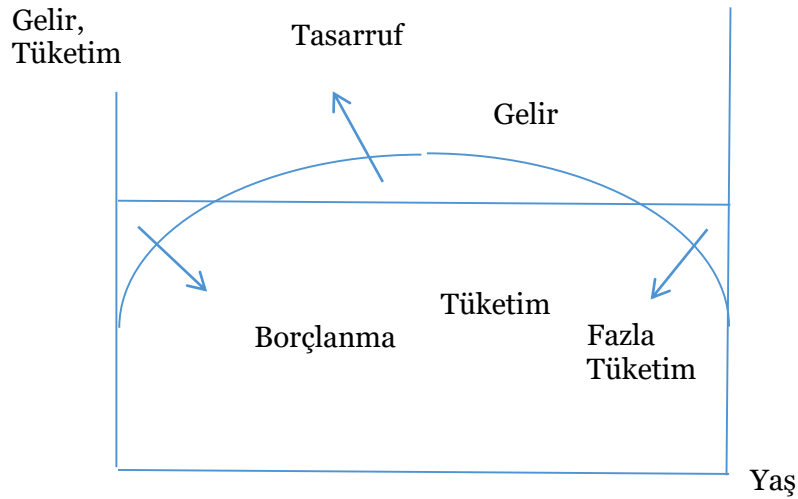 Gelir,
Tüketim
Tasarruf
Gelir
Tüketim
Borçlanma
Fazla
Tüketim
Yaş